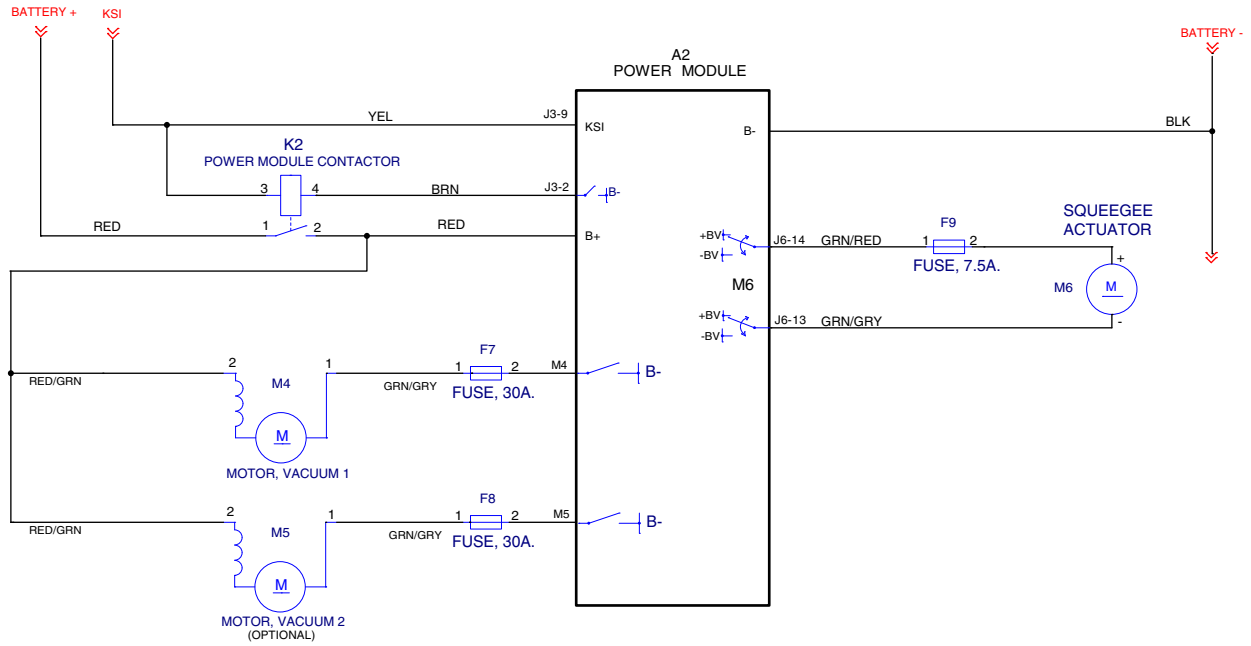 BATTERY +
KSI
BATTERY -
A2
POWER MODULE
YEL
J3-9
KSI
B-
BLK
K2
POWER MODULE CONTACTOR
3
4
BRN
J3-2
B-
RED
1
2
RED
B+
+BV
-BV
J6-14
GRN/RED
1
F9
2
FUSE, 7.5A.
SQUEEGEE
ACTUATOR
M6
+BV
-BV
J6-13
GRN/GRY
M6
M
+
-
RED/GRN
2
M4
1
GRN/GRY
1
F7
2
FUSE, 30A.
M4
B-
M
MOTOR, VACUUM 1
RED/GRN
2
M5
1
GRN/GRY
1
F8
2
FUSE, 30A.
M5
B-
M
MOTOR, VACUUM 2
(OPTIONAL)